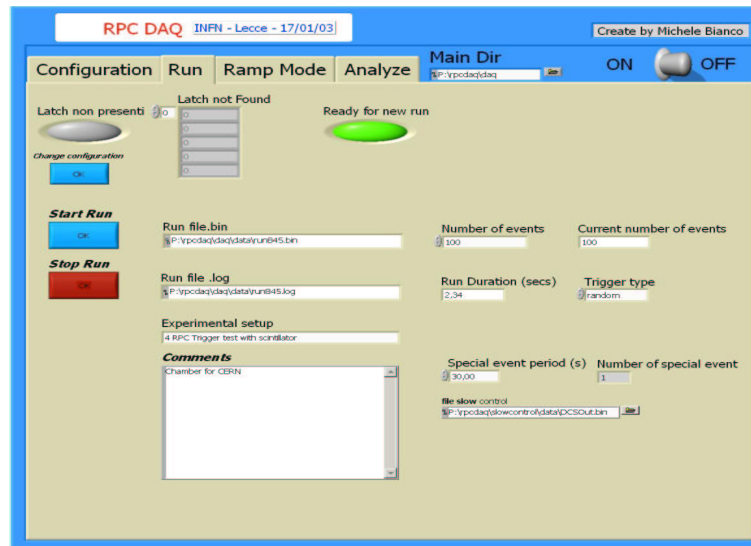 RPC DAQ INFN - Lecce - 17/01/03
Create by Michele Bianco
Configuration Run Ramp Mode Analyze
Main Dir
P:\rpcdaq\daq
ON OFF
Latch non presenti
0
Latch not Found
0
0
0
0
0
Ready for new run
Change configuration
OK
Start Run
OK
Stop Run
OK
Run file.bin
P:\rpcdaq\daq\data\run845.bin
Run file .log
P:\rpcdaq\daq\data\run845.log
Experimental setup
4 RPC Trigger test with scintillator
Comments
Chamber for CERN
Number of events
100
Current number of events
100
Run Duration (secs)
2,34
Trigger type
random
Special event period (s)
30,00
Number of special event
1
file slow control
P:\rpcdaq\slowcontrol\data\DCSOut.bin